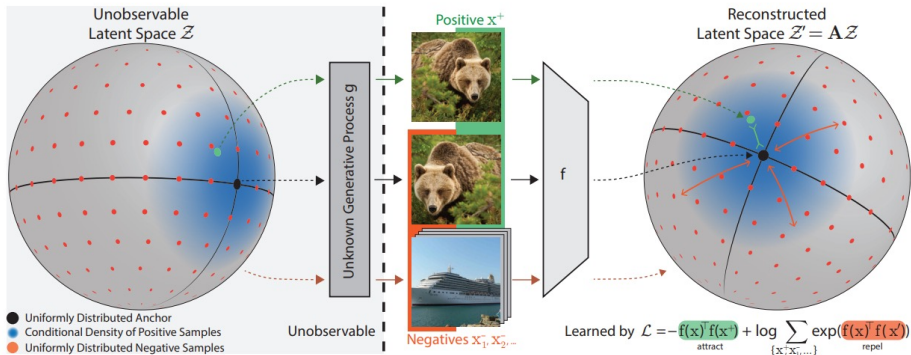 Unobservable
Latent Space 𝒵
Positive x⁺
Reconstructed
Latent Space 𝒵′ = A𝒵
Unknown Generative Process g
f
Uniformly Distributed Anchor
Conditional Density of Positive Samples
Uniformly Distributed Negative Samples
Unobservable
Negatives x₁⁻, x₂⁻, ...
Learned by ℒ = −f(x)ᵀf(x⁺) + log ∑ exp(f(x)ᵀf(x′))
attract
{x⁺,x₁⁻,...}
repel